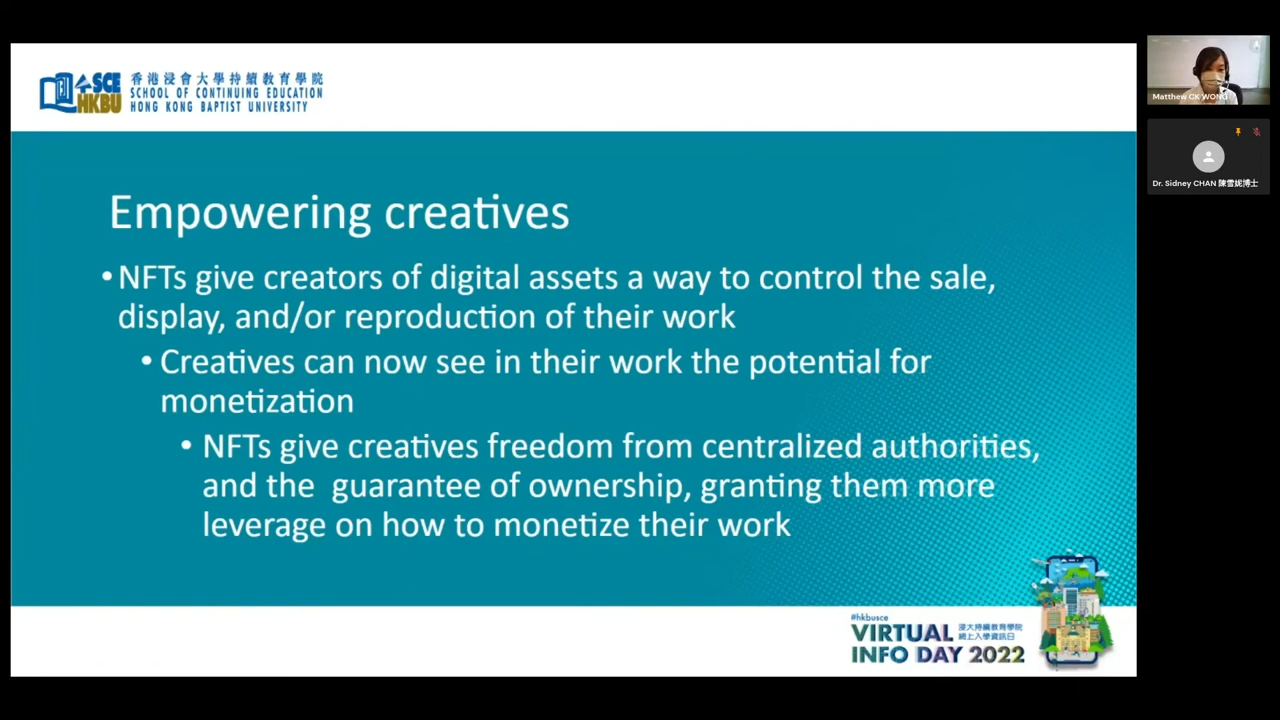 SCE
HKBU
香港浸會大學持續教育學院
SCHOOL OF CONTINUING EDUCATION
HONG KONG BAPTIST UNIVERSITY
Empowering creatives
•NFTs give creators of digital assets a way to control the sale,
display, and/or reproduction of their work
• Creatives can now see in their work the potential for
monetization
• NFTs give creatives freedom from centralized authorities,
and the  guarantee of ownership, granting them more
leverage on how to monetize their work
#hkbusce
VIRTUAL
INFO DAY 2022
浸大持續教育學院
網上入學資訊日
Matthew CK WONG
Dr. Sidney CHAN 陳雪妮博士